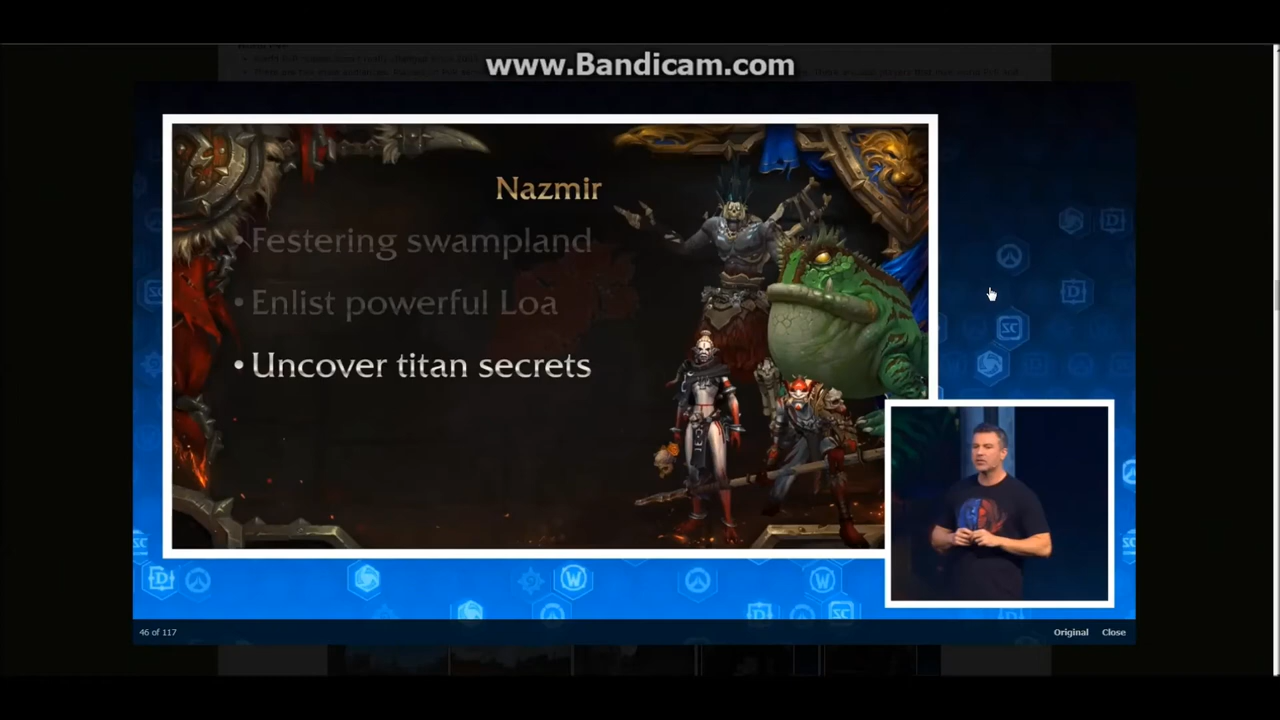 www.Bandicam.com
Nazmir
• Festering swampland
• Enlist powerful Loa
• Uncover titan secrets
46 of 117
Original
Close